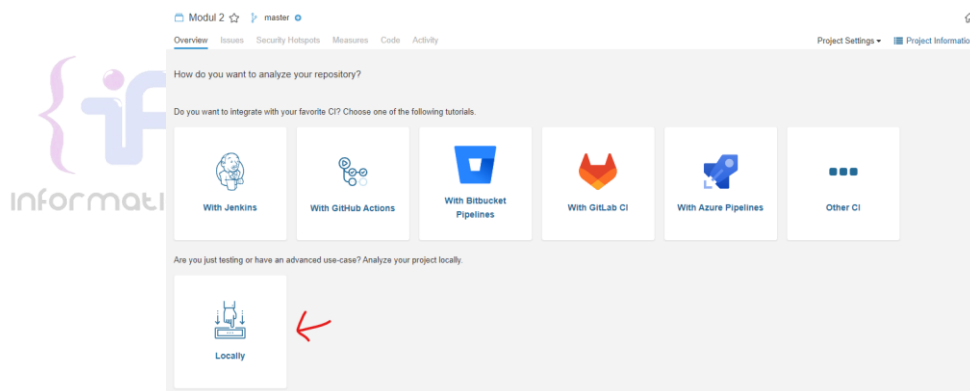 Modul 2 master
Overview Issues Security Hotspots Measures Code Activity
Project Settings Project Informatio
How do you want to analyze your repository?
Do you want to integrate with your favorite CI? Choose one of the following tutorials.
{if
informati
With Jenkins
With GitHub Actions
With Bitbucket
Pipelines
With GitLab CI
With Azure Pipelines
Other CI
Are you just testing or have an advanced use-case? Analyze your project locally.
Locally